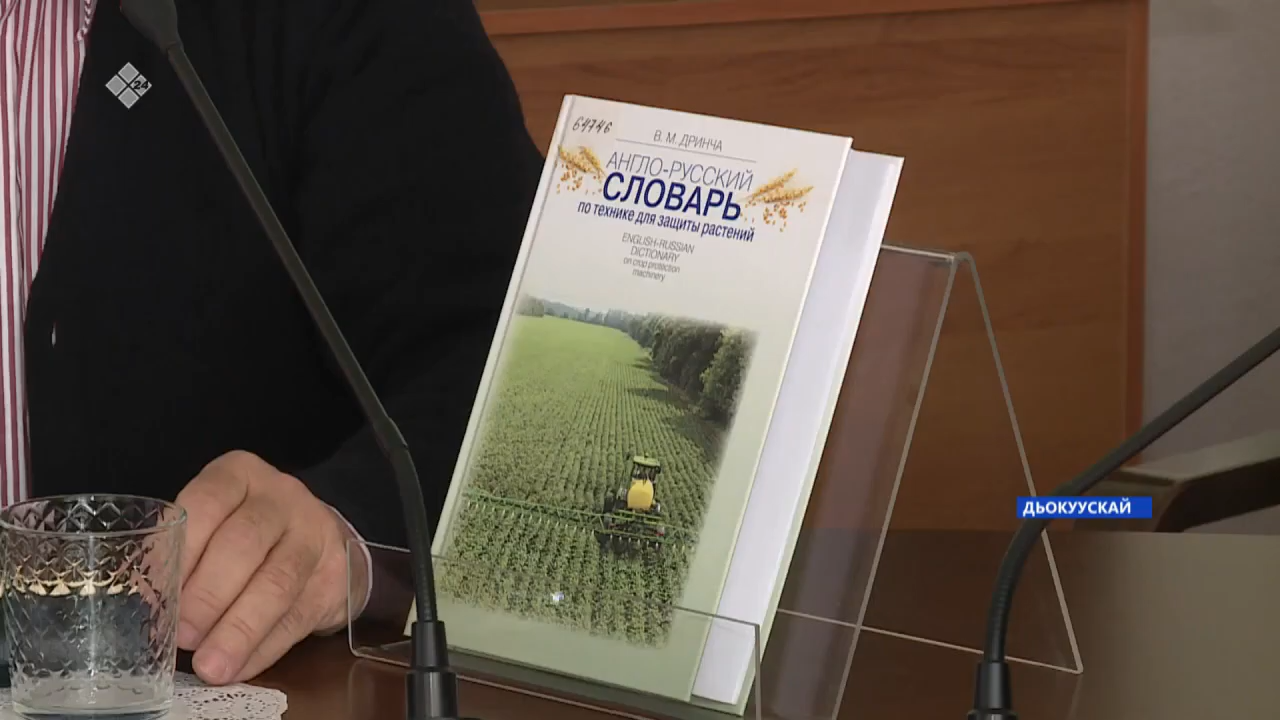 24
64746
В. М. ДРИНЧА
АНГЛО-РУССКИЙ
СЛОВАРЬ
по технике для защиты растений
ENGLISH-RUSSIAN
DICTIONARY
on crop protection
machinery
ДЬОКУУСКАЙ